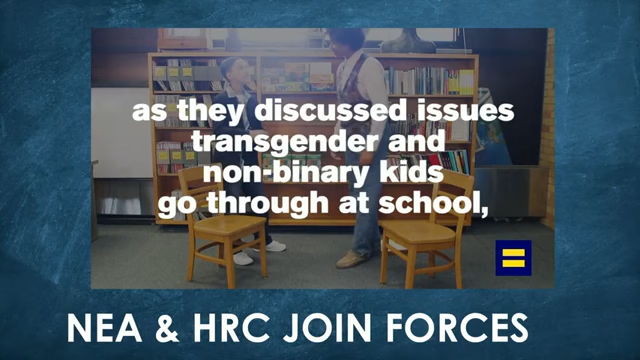 as they discussed issues
transgender and
non-binary kids
go through at school,
NEA & HRC JOIN FORCES